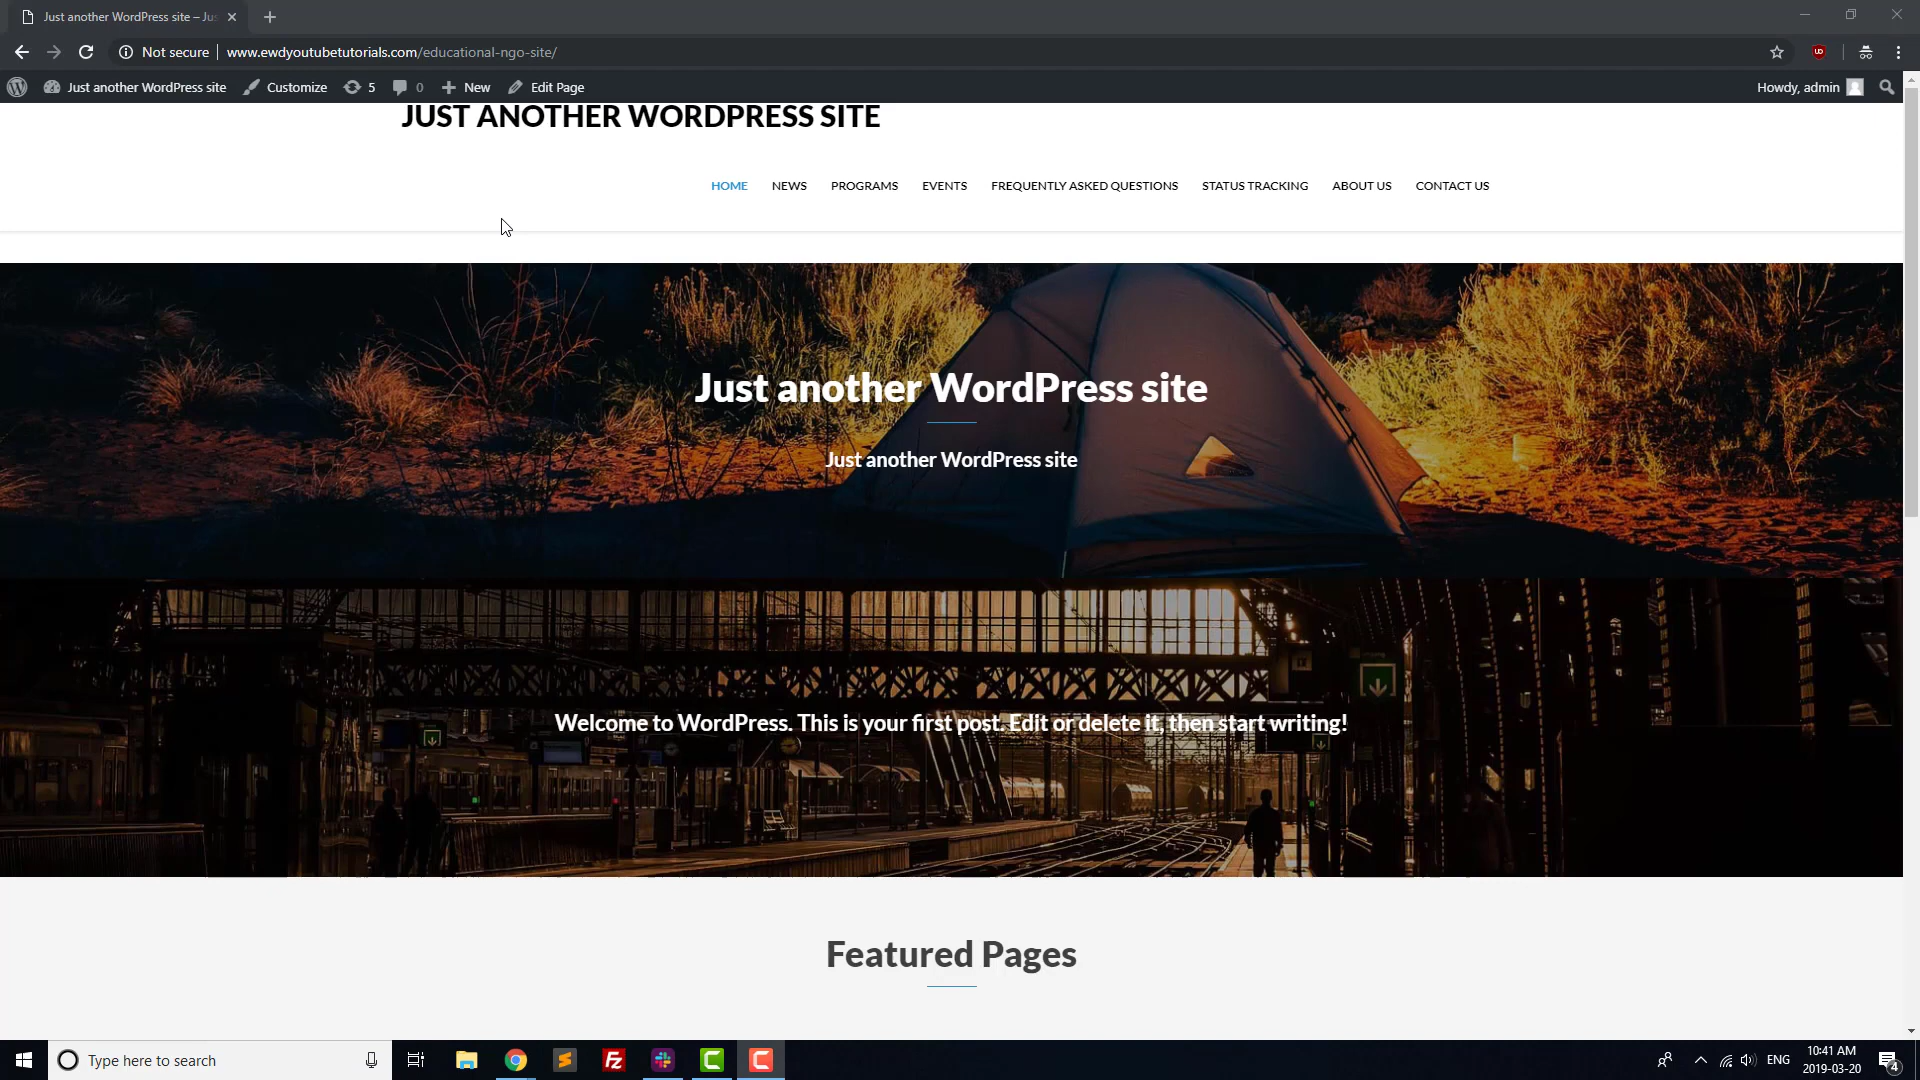 Just another WordPress site – Jus
Not secure
www.ewdyoutubetutorials.com/educational-ngo-site/
Just another WordPress site
Customize
5
0
New
Edit Page
Howdy, admin
JUST ANOTHER WORDPRESS SITE
HOME NEWS PROGRAMS EVENTS FREQUENTLY ASKED QUESTIONS STATUS TRACKING ABOUT US CONTACT US
Just another WordPress site
Just another WordPress site
Welcome to WordPress. This is your first post. Edit or delete it, then start writing!
Featured Pages
Type here to search
ENG
10:41 AM
2019-03-20
4